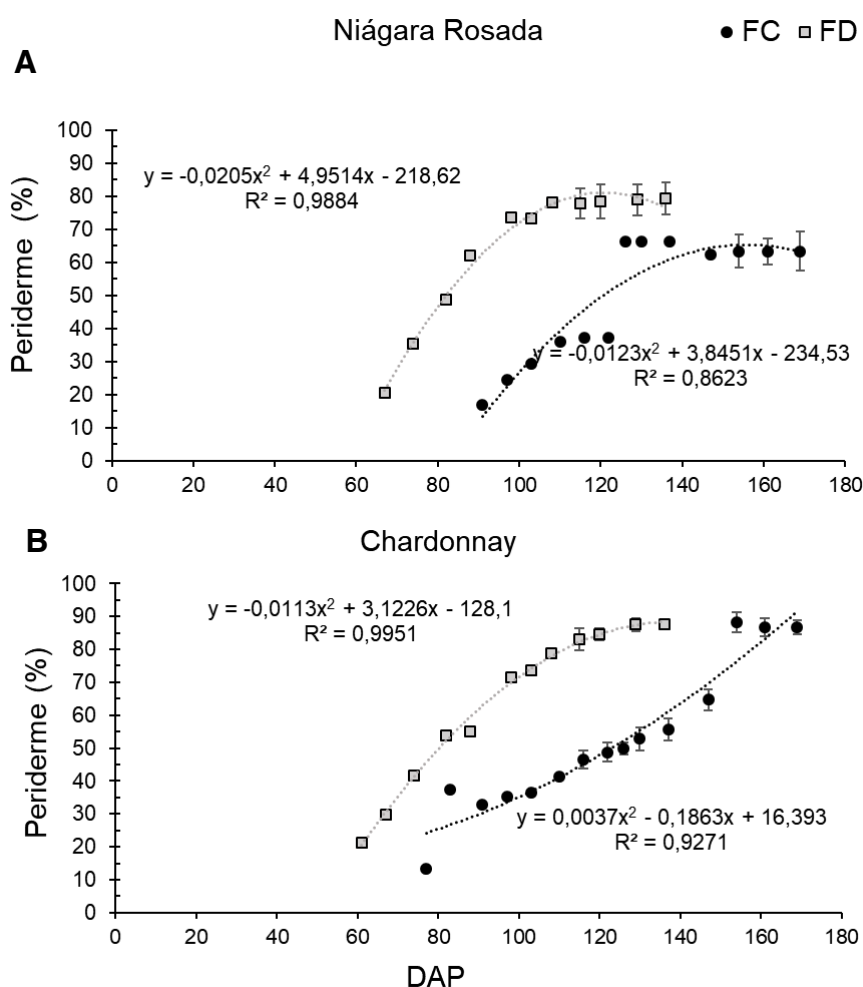 Niágara Rosada
FC FD
A
Periderme (%)
100
90
80
70
60
50
40
30
20
10
0
y = -0,0205x² + 4,9514x - 218,62
R² = 0,9884
y = -0,0123x² + 3,8451x - 234,53
R² = 0,8623
0 20 40 60 80 100 120 140 160 180
B
Chardonnay
Periderme (%)
100
90
80
70
60
50
40
30
20
10
0
y = -0,0113x² + 3,1226x - 128,1
R² = 0,9951
y = 0,0037x² - 0,1863x + 16,393
R² = 0,9271
0 20 40 60 80 100 120 140 160 180
DAP